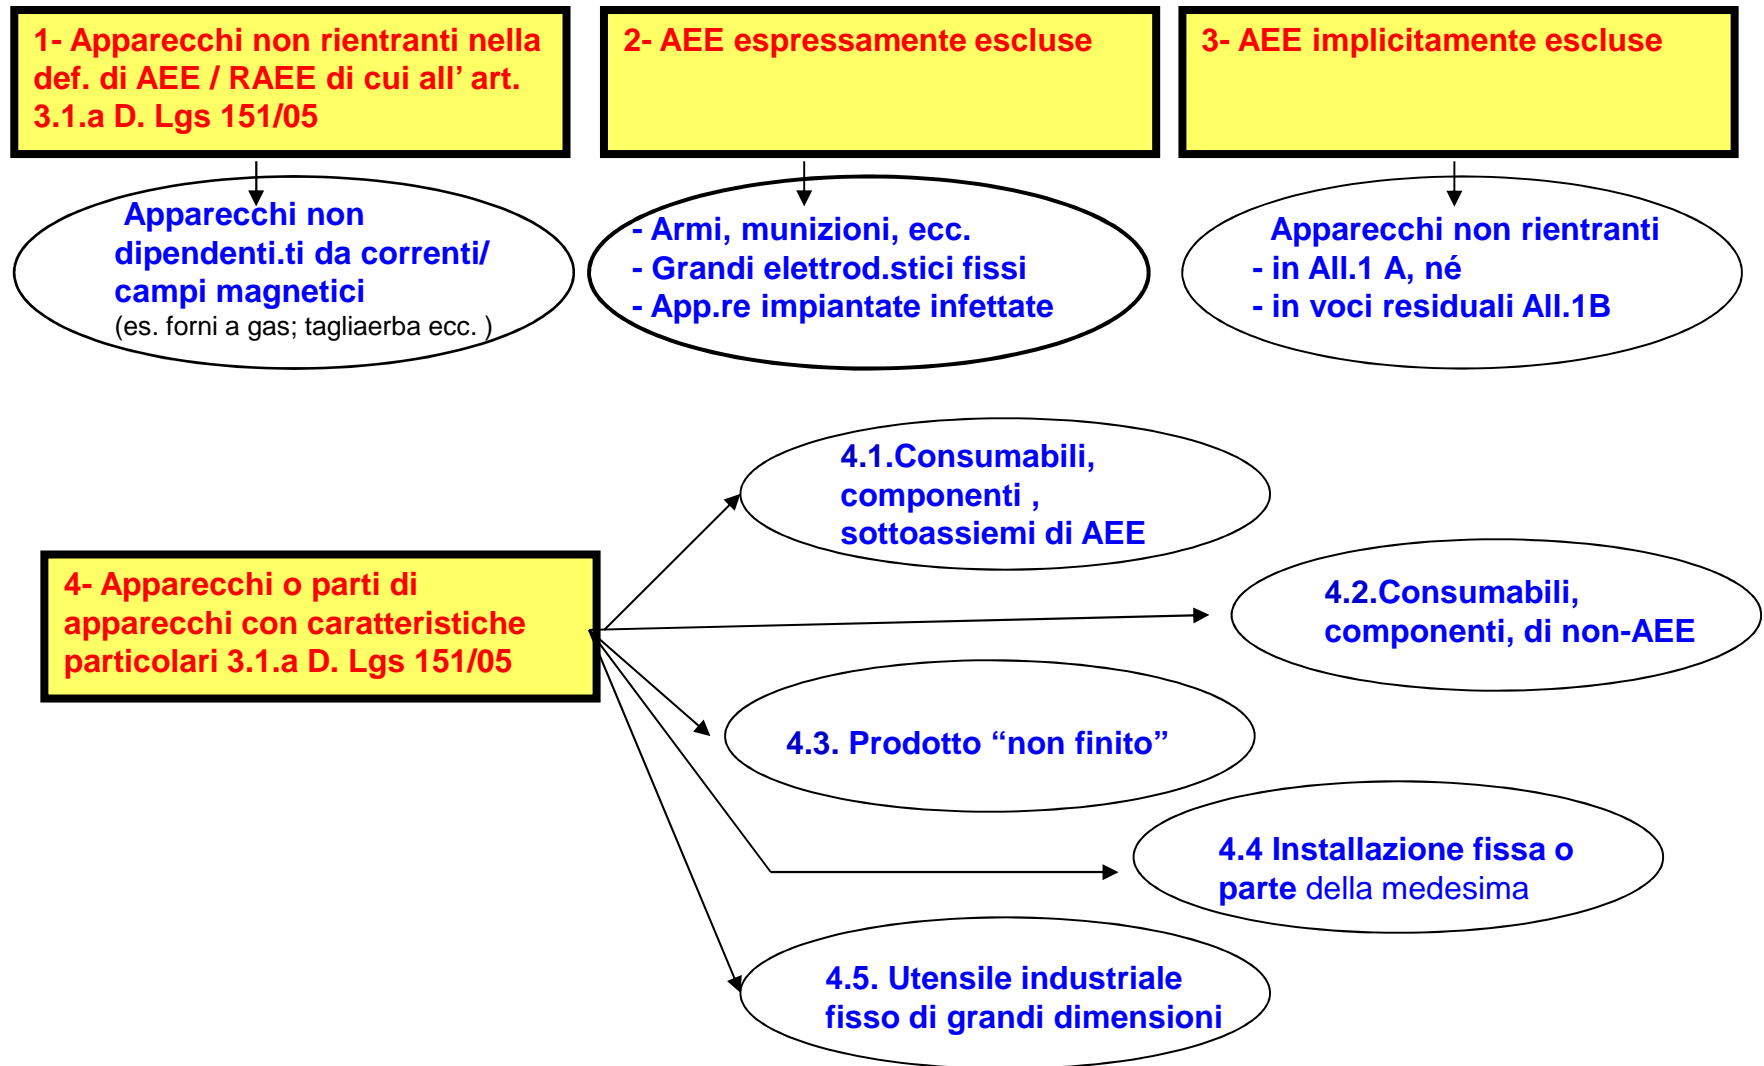 1- Apparecchi non rientranti nella
def. di AEE / RAEE di cui all’ art.
3.1.a D. Lgs 151/05
2- AEE espressamente escluse
3- AEE implicitamente escluse
Apparecchi non
dipendenti.ti da correnti/
campi magnetici
(es. forni a gas; tagliaerba ecc. )
- Armi, munizioni, ecc.
- Grandi elettrod.stici fissi
- App.re impiantate infettate
Apparecchi non rientranti
- in All.1 A, né
- in voci residuali All.1B
4.1.Consumabili,
componenti ,
sottoassiemi di AEE
4- Apparecchi o parti di
apparecchi con caratteristiche
particolari 3.1.a D. Lgs 151/05
4.2.Consumabili,
componenti, di non-AEE
4.3. Prodotto “non finito”
4.4 Installazione fissa o
parte della medesima
4.5. Utensile industriale
fisso di grandi dimensioni